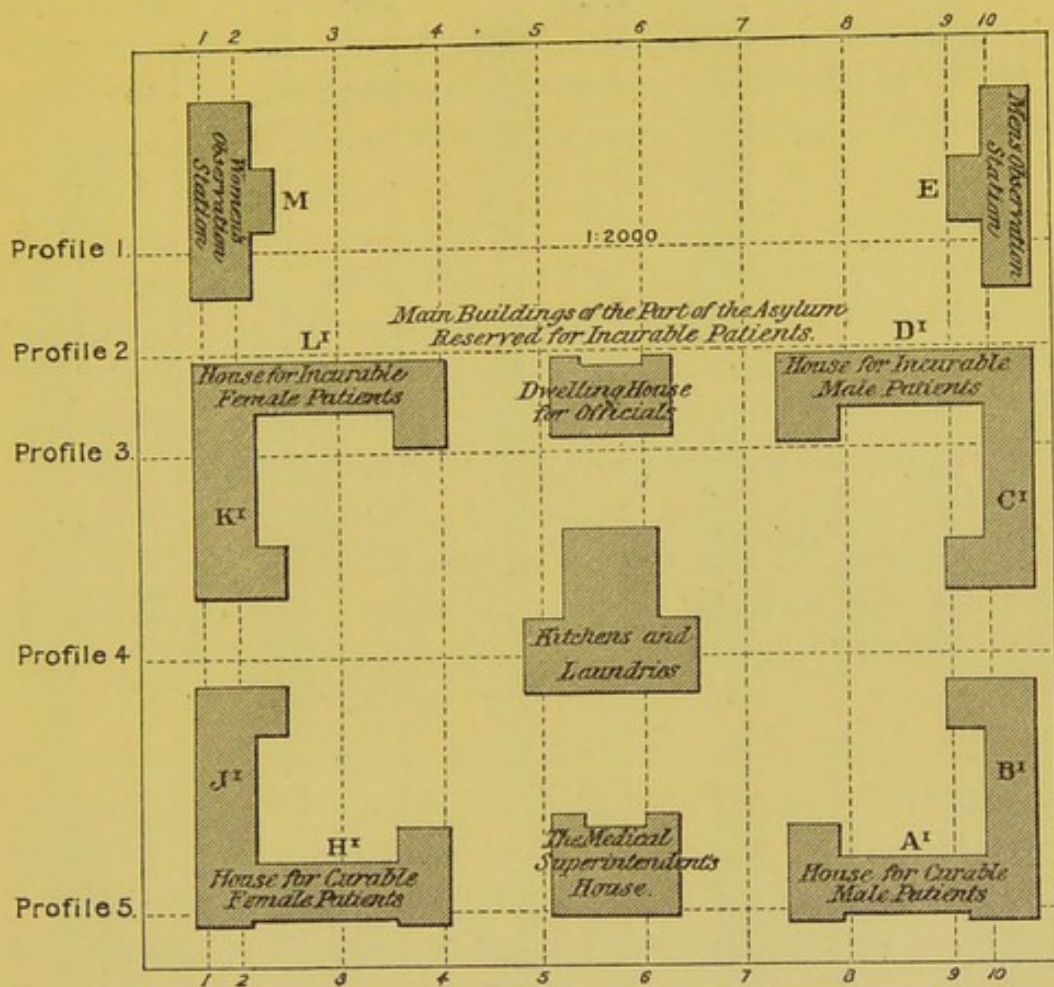 1 2 3 4 5 6 7 8 9 10
Women's
Observation
Station
M
E
Mens Observation
Station
Profile 1.
1:2000
Main Buildings of the Part of the Asylum
Reserved for Incurable Patients.
Profile 2
L¹
D¹
House for Incurable
Female Patients
Dwelling House
for Officials
House for Incurable
Male Patients
Profile 3.
K¹
C¹
Kitchens and
Laundries
Profile 4
J¹
B¹
H¹
A¹
House for Curable
Female Patients
The Medical
Superintendent's
House.
House for Curable
Male Patients
Profile 5.
1 2 3 4 5 6 7 8 9 10